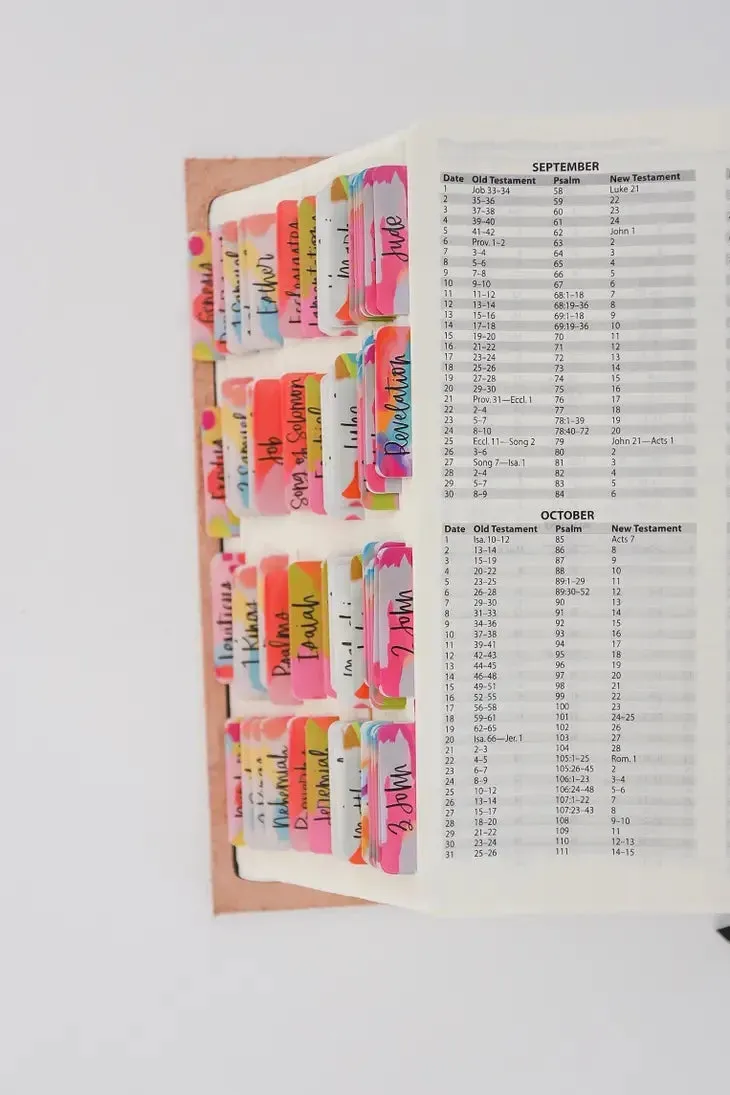 Genesis
1 Samuel
Esther
Ecclesiastes
Lamentations
Mark
Jude
Exodus
2 Samuel
Job
Song of Solomon
Ezekiel
Luke
Revelation
Leviticus
1 Kings
Psalms
Isaiah
Malachi
2 John
2 Kings
Nehemiah
Proverbs
Jeremiah
3 John
SEPTEMBER
Date Old Testament Psalm New Testament
1 Job 33–34 58 Luke 21
2 35–36 59 22
3 37–38 60 23
4 39–40 61 24
5 41–42 62 John 1
6 Prov. 1–2 63 2
7 3–4 64 3
8 5–6 65 4
9 7–8 66 5
10 9–10 67 6
11 11–12 68:1–18 7
12 13–14 68:19–36 8
13 15–16 69:1–18 9
14 17–18 69:19–36 10
15 19–20 70 11
16 21–22 71 12
17 23–24 72 13
18 25–26 73 14
19 27–28 74 15
20 29–30 75 16
21 Prov. 31—Eccl. 1 76 17
22 2–4 77 18
23 5–7 78:1–39 19
24 8–10 78:40–72 20
25 Eccl. 11—Song 2 79 John 21—Acts 1
26 3–6 80 2
27 Song 7—Isa. 1 81 3
28 2–4 82 4
29 5–7 83 5
30 8–9 84 6
OCTOBER
Date Old Testament Psalm New Testament
1 Isa. 10–12 85 Acts 7
2 13–14 86 8
3 15–19 87 9
4 20–22 88 10
5 23–25 89:1–29 11
6 26–28 89:30–52 12
7 29–30 90 13
8 31–33 91 14
9 34–36 92 15
10 37–38 93 16
11 39–41 94 17
12 42–43 95 18
13 44–45 96 19
14 46–48 97 20
15 49–51 98 21
16 52–55 99 22
17 56–58 100 23
18 59–61 101 24–25
19 62–65 102 26
20 Isa. 66—Jer. 1 103 27
21 2–3 104 28
22 4–5 105:1–25 Rom. 1
23 6–7 105:26–45 2
24 8–9 106:1–23 3–4
25 10–12 106:24–48 5–6
26 13–14 107:1–22 7
27 15–17 107:23–43 8
28 18–20 108 9–10
29 21–22 109 11
30 23–24 110 12–13
31 25–26 111 14–15